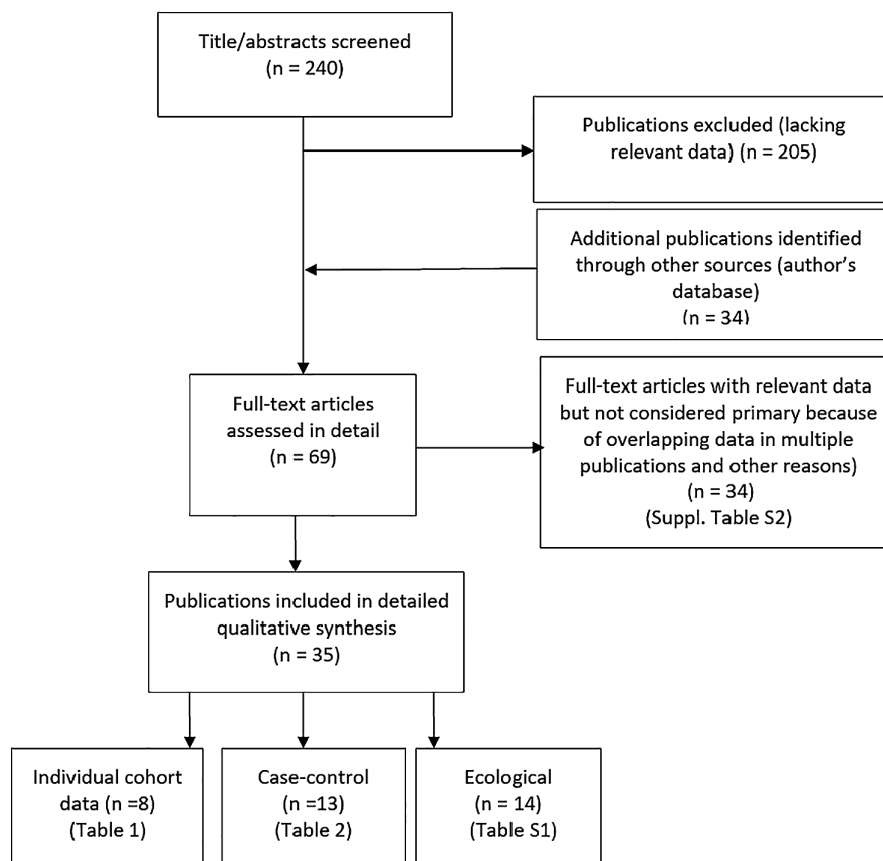 Title/abstracts screened
(n = 240)
Publications excluded (lacking
relevant data) (n = 205)
Additional publications identified
through other sources (author's
database)
(n = 34)
Full-text articles
assessed in detail
(n = 69)
Full-text articles with relevant data
but not considered primary because
of overlapping data in multiple
publications and other reasons)
(n = 34)
(Suppl. Table S2)
Publications included in detailed
qualitative synthesis
(n = 35)
Individual cohort
data (n =8)
(Table 1)
Case-control
(n =13)
(Table 2)
Ecological
(n = 14)
(Table S1)